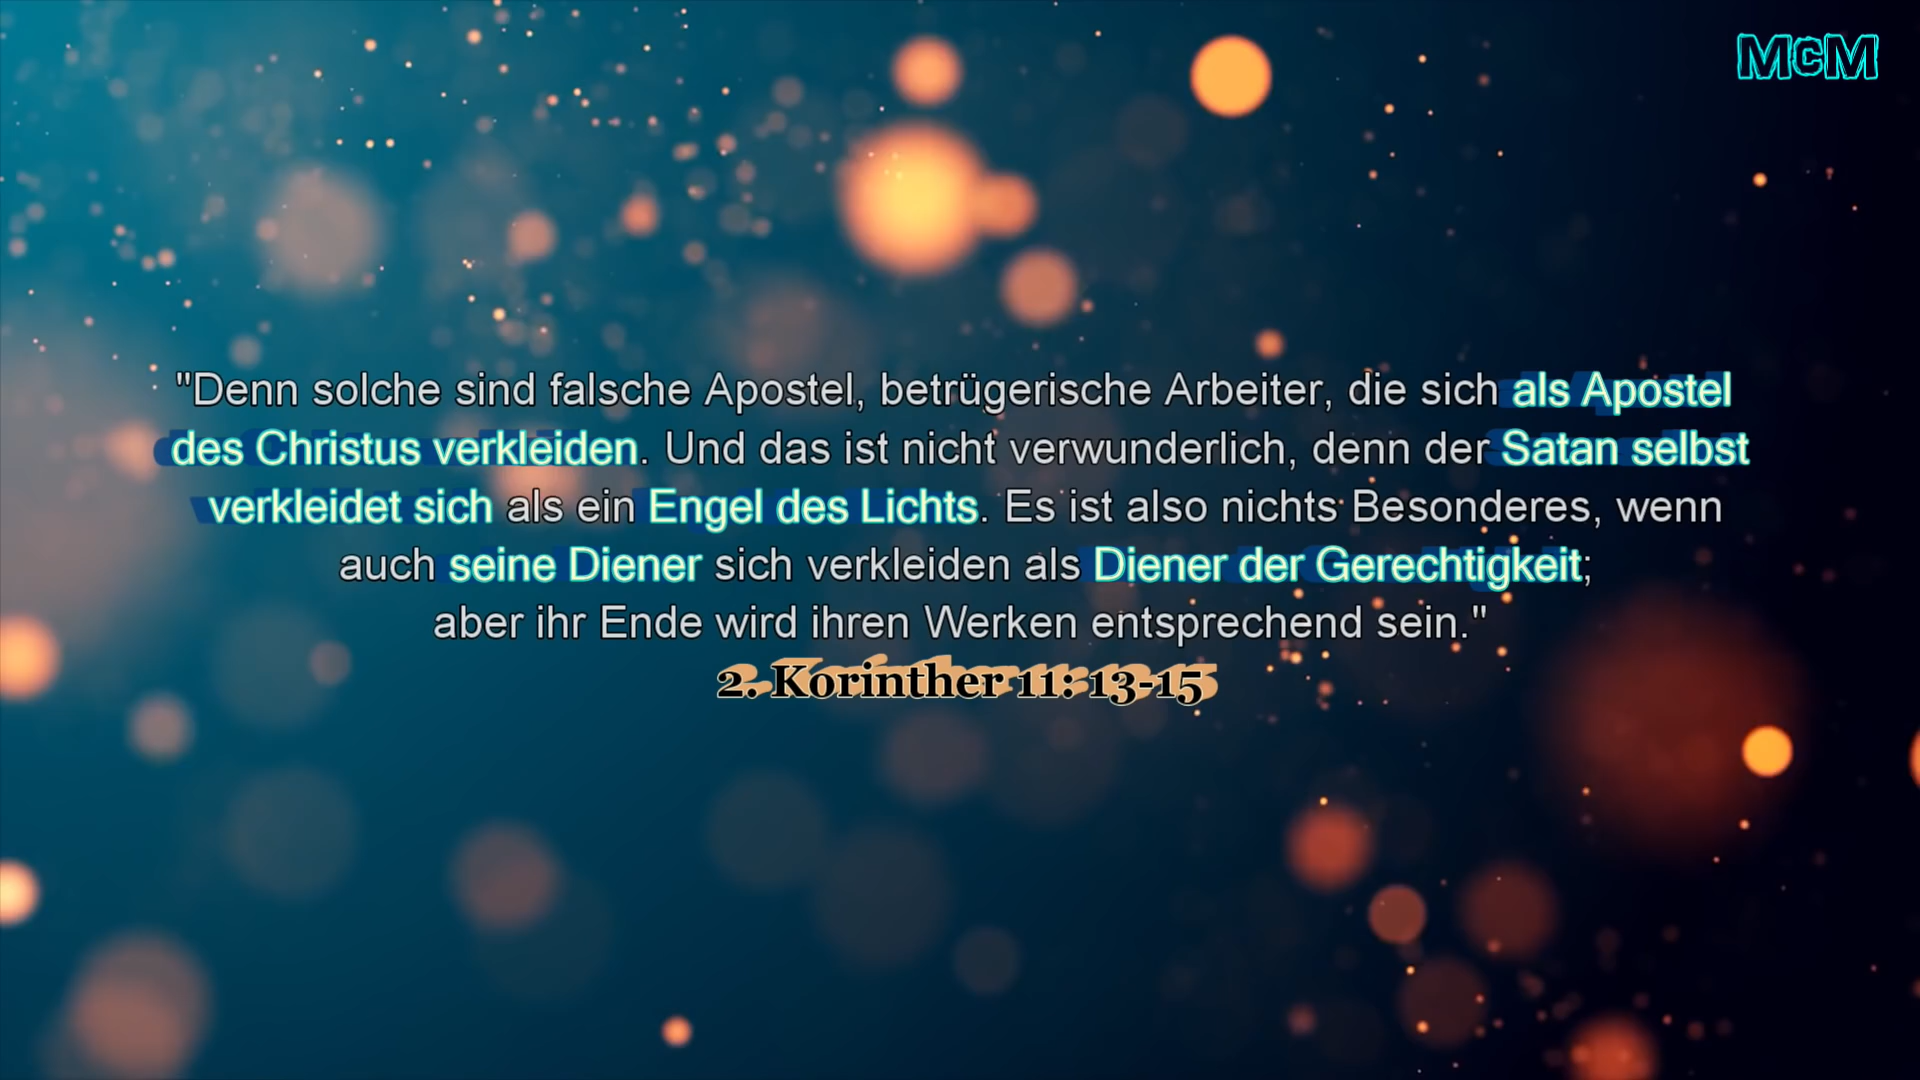 McM
"Denn solche sind falsche Apostel, betrügerische Arbeiter, die sich als Apostel
des Christus verkleiden. Und das ist nicht verwunderlich, denn der Satan selbst
verkleidet sich als ein Engel des Lichts. Es ist also nichts Besonderes, wenn
auch seine Diener sich verkleiden als Diener der Gerechtigkeit;
aber ihr Ende wird ihren Werken entsprechend sein."
2. Korinther 11: 13-15